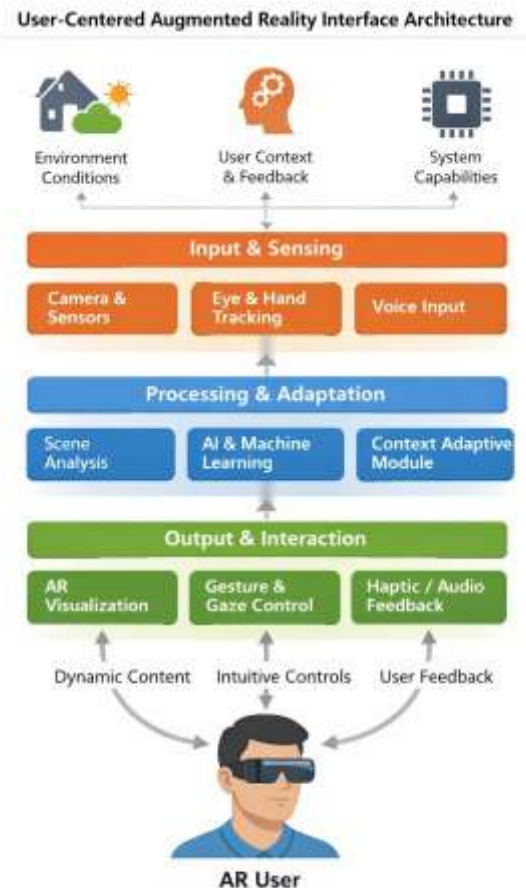 User-Centered Augmented Reality Interface Architecture
Environment
Conditions
User Context
& Feedback
System
Capabilities
Input & Sensing
Camera &
Sensors
Eye & Hand
Tracking
Voice Input
Processing & Adaptation
Scene
Analysis
AI & Machine
Learning
Context Adaptive
Module
Output & Interaction
AR
Visualization
Gesture &
Gaze Control
Haptic / Audio
Feedback
Dynamic Content
Intuitive Controls
User Feedback
AR User